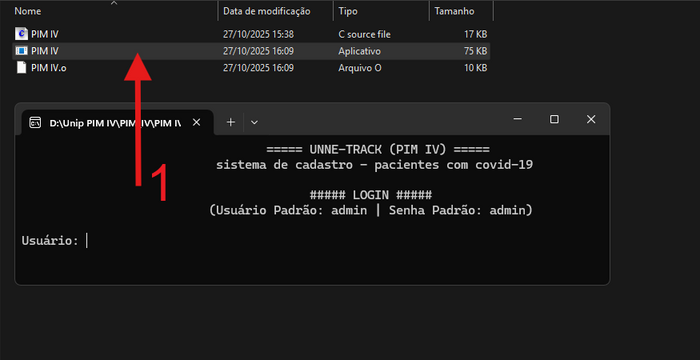 Nome Data de modificação Tipo Tamanho
PIM IV 27/10/2025 15:38 C source file 17 KB
PIM IV 27/10/2025 16:09 Aplicativo 75 KB
PIM IV.o 27/10/2025 16:09 Arquivo O 10 KB
D:\Unip PIM IV\PIM IV\PIM I\
===== UNNE-TRACK (PIM IV) =====
sistema de cadastro - pacientes com covid-19
1
##### LOGIN #####
(Usuário Padrão: admin | Senha Padrão: admin)
Usuário: